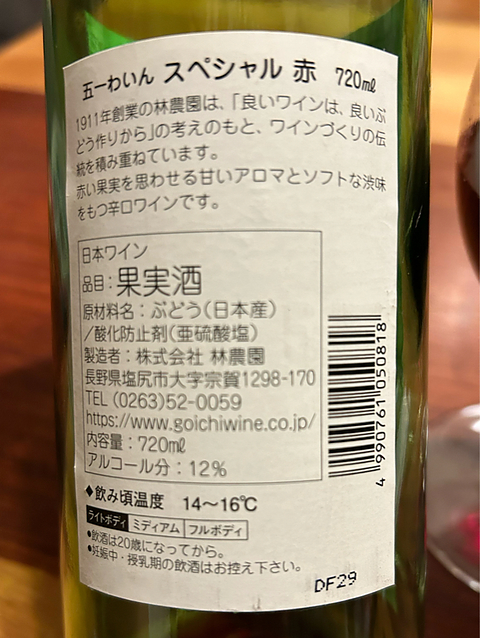 五一わいん スペシャル 赤 720㎖
1911年創業の林農園は、「良いワインは、良いぶ
どう作りから」の考えのもと、ワインづくりの伝
統を積み重ねています。
赤い果実を思わせる甘いアロマとソフトな渋味
をもつ辛口ワインです。
日本ワイン
品目：果実酒
原材料名：ぶどう(日本産)
/酸化防止剤(亜硫酸塩)
製造者：株式会社 林農園
長野県塩尻市大字宗賀1298-170
TEL (0263)52-0059
https://www.goichiwine.co.jp/
内容量：720㎖
アルコール分：12%
4 990761 050818
◆飲み頃温度 14～16℃
ライトボディ ミディアム フルボディ
●飲酒は20歳になってから。
●妊娠中・授乳期の飲酒はお控え下さい。
DF29